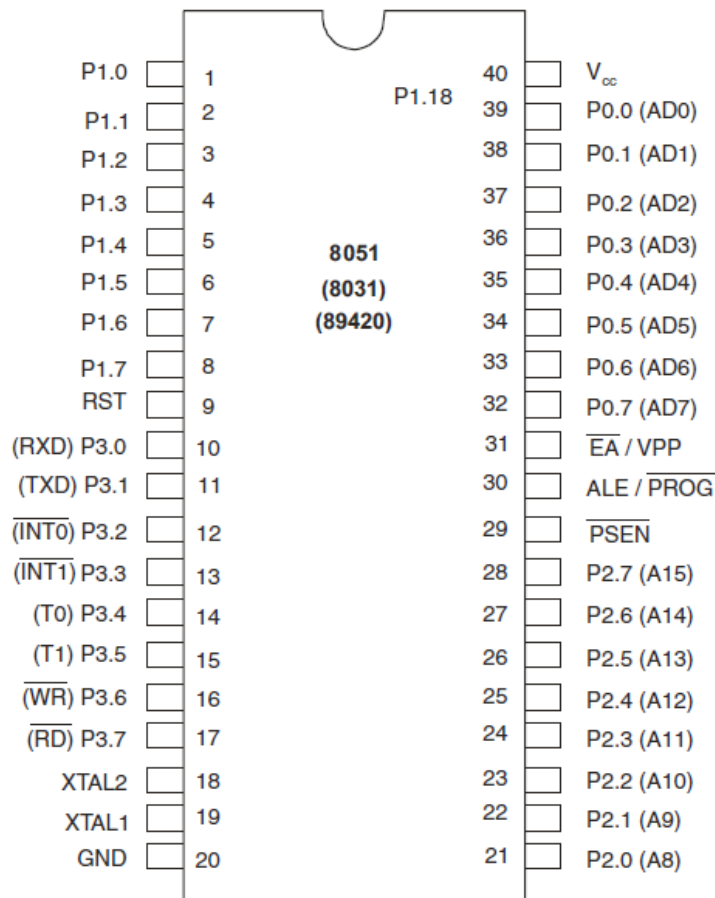 P1.0 1 40 Vcc
P1.18
P1.1 2 39 P0.0 (AD0)
P1.2 3 38 P0.1 (AD1)
P1.3 4 37 P0.2 (AD2)
P1.4 5 36 P0.3 (AD3)
8051
P1.5 6 35 P0.4 (AD4)
(8031)
P1.6 7 34 P0.5 (AD5)
(89420)
P1.7 8 33 P0.6 (AD6)
RST 9 32 P0.7 (AD7)
(RXD) P3.0 10 31 E̅A̅ / VPP
(TXD) P3.1 11 30 ALE / P̅R̅O̅G̅
(I̅N̅T̅0̅) P3.2 12 29 P̅S̅E̅N̅
(I̅N̅T̅1̅) P3.3 13 28 P2.7 (A15)
(T0) P3.4 14 27 P2.6 (A14)
(T1) P3.5 15 26 P2.5 (A13)
(W̅R̅) P3.6 16 25 P2.4 (A12)
(R̅D̅) P3.7 17 24 P2.3 (A11)
XTAL2 18 23 P2.2 (A10)
XTAL1 19 22 P2.1 (A9)
GND 20 21 P2.0 (A8)